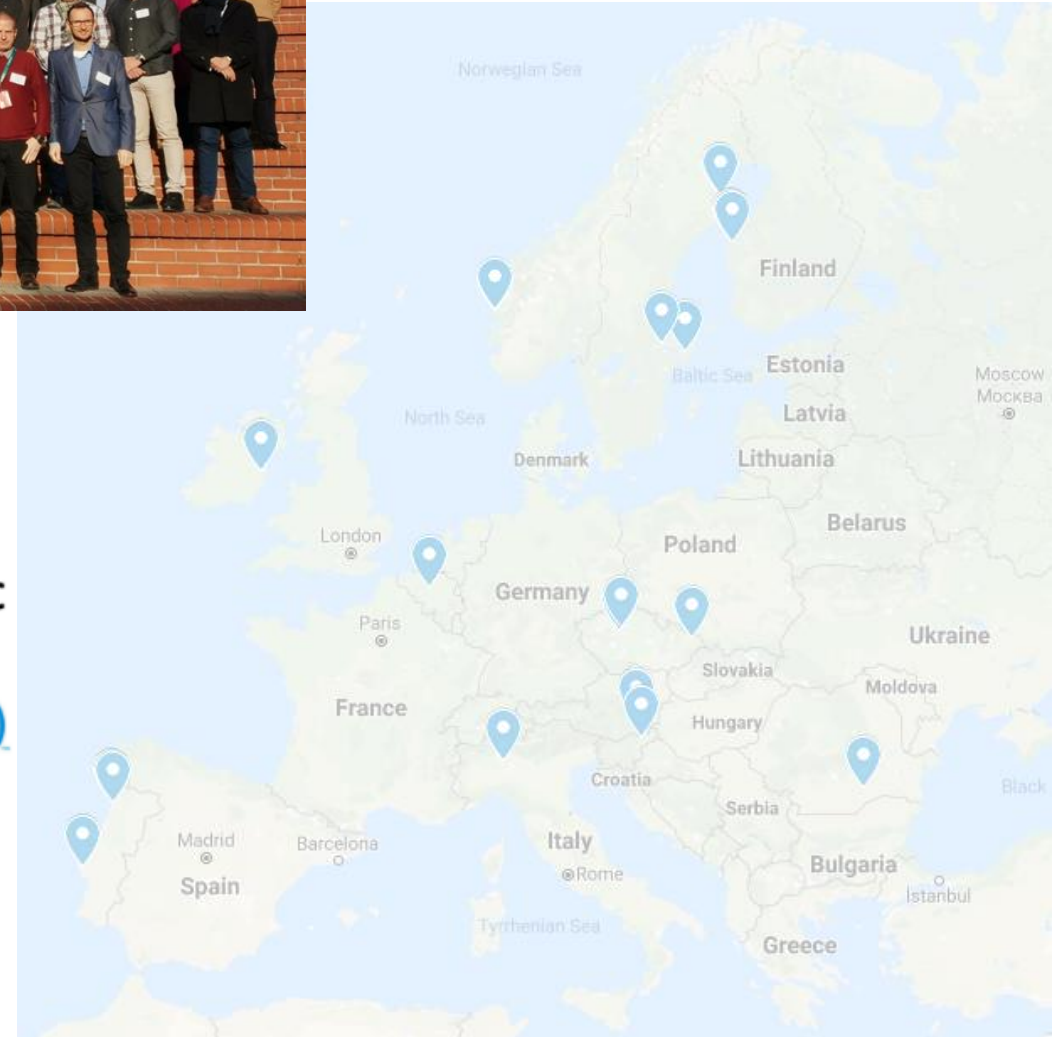 Norwegian Sea
Finland
Estonia
Baltic Sea
Moscow
Москва
Latvia
North Sea
Denmark
Lithuania
Belarus
London
Poland
Germany
Paris
Ukraine
Slovakia
Moldova
France
Hungary
Croatia
Black
Serbia
Madrid
Barcelona
Italy
Bulgaria
Rome
Spain
İstanbul
Tyrrhenian Sea
Greece